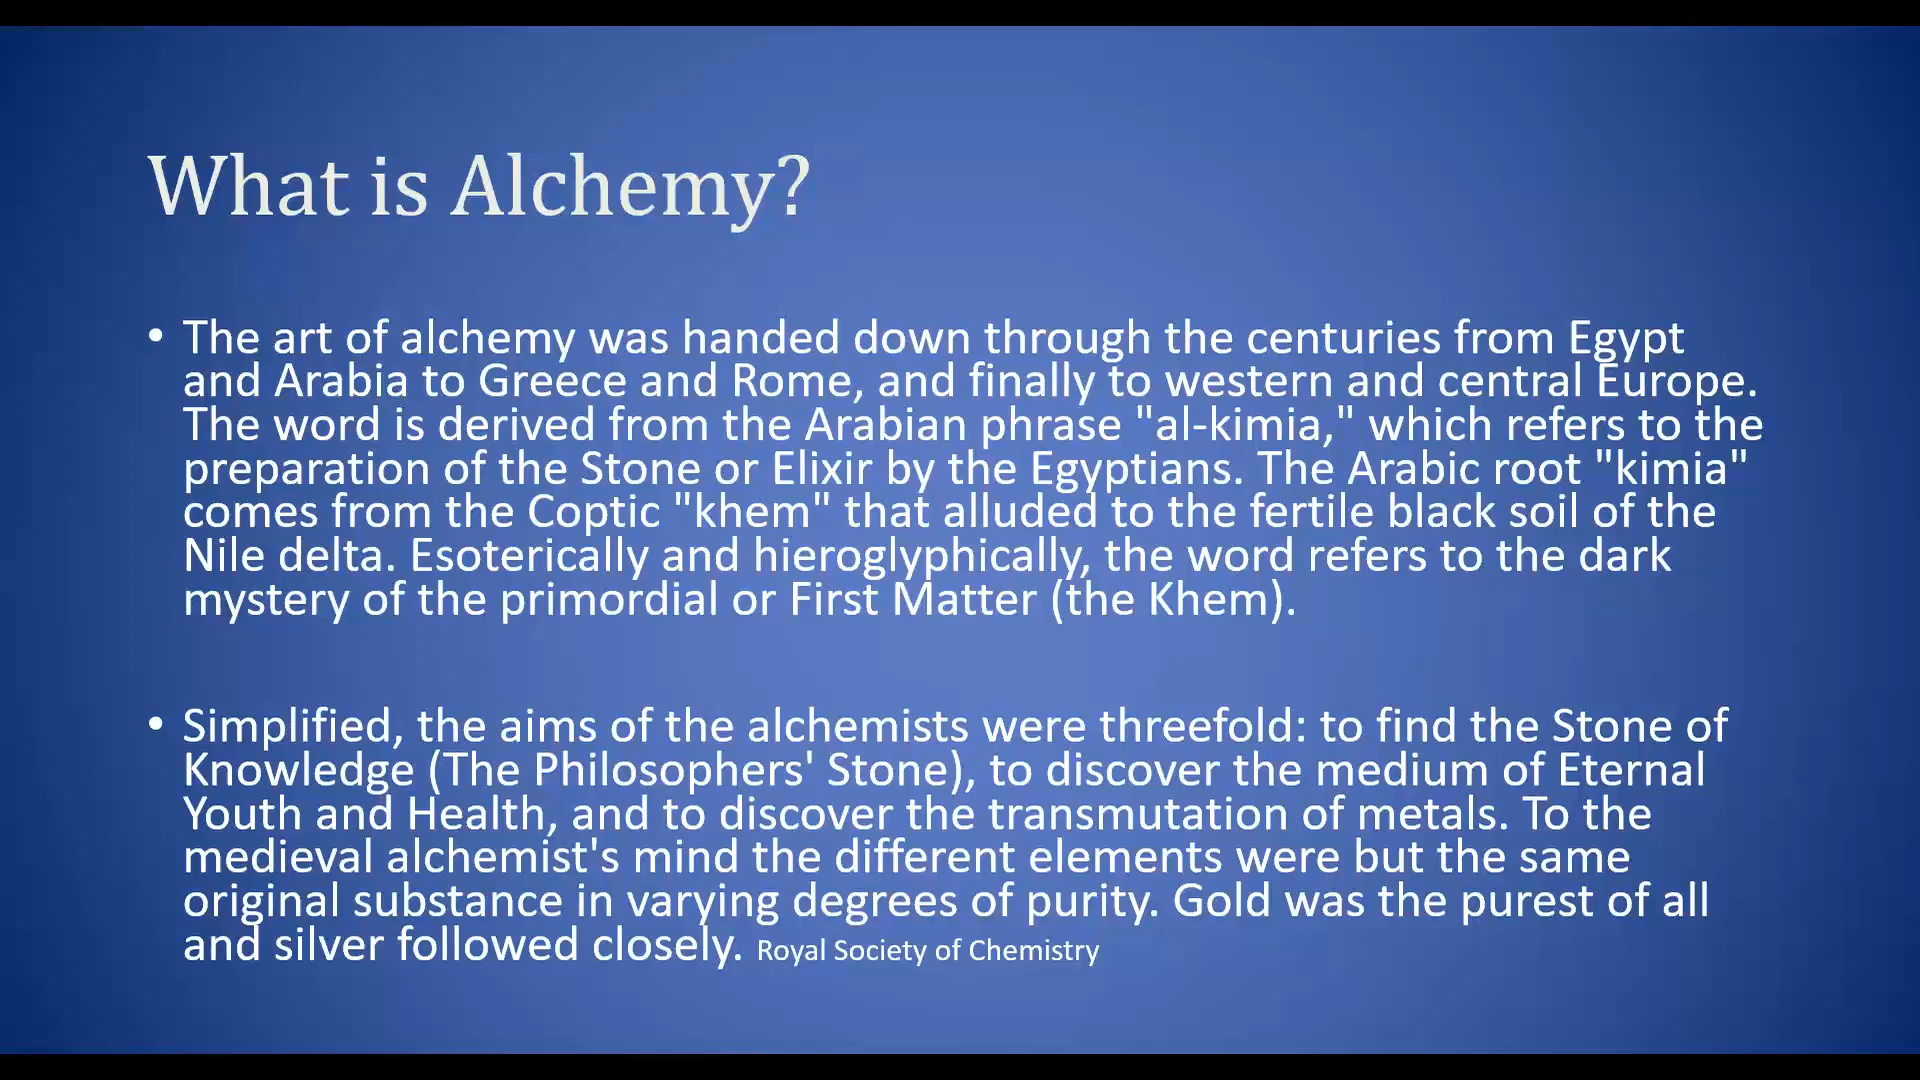 What is Alchemy?
• The art of alchemy was handed down through the centuries from Egypt
and Arabia to Greece and Rome, and finally to western and central Europe.
The word is derived from the Arabian phrase "al-kimia," which refers to the
preparation of the Stone or Elixir by the Egyptians. The Arabic root "kimia"
comes from the Coptic "khem" that alluded to the fertile black soil of the
Nile delta. Esoterically and hieroglyphically, the word refers to the dark
mystery of the primordial or First Matter (the Khem).
• Simplified, the aims of the alchemists were threefold: to find the Stone of
Knowledge (The Philosophers' Stone), to discover the medium of Eternal
Youth and Health, and to discover the transmutation of metals. To the
medieval alchemist's mind the different elements were but the same
original substance in varying degrees of purity. Gold was the purest of all
and silver followed closely. Royal Society of Chemistry